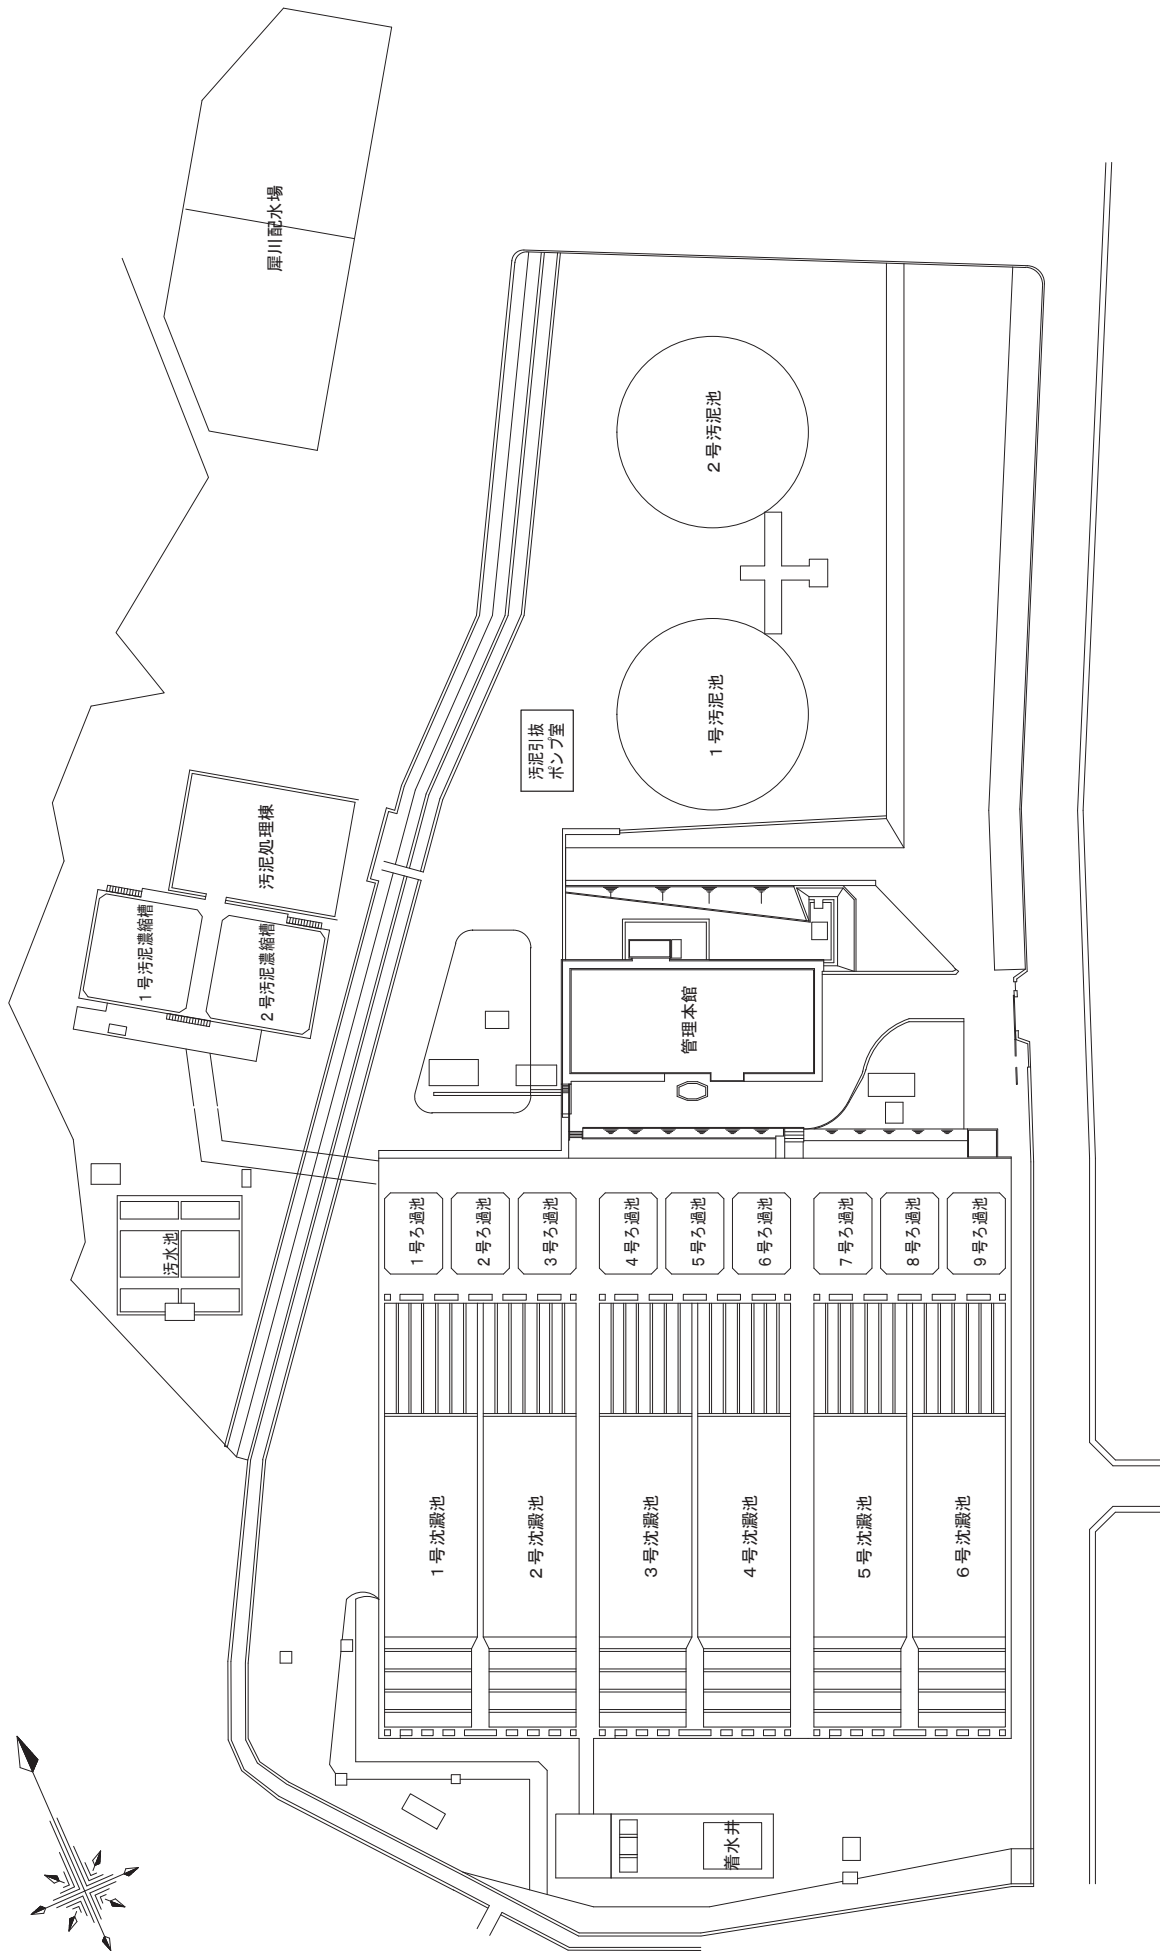 犀川配水場
2号汚泥池
1号汚泥池
汚泥引抜
ポンプ室
汚泥処理棟
1号汚泥濃縮槽
2号汚泥濃縮槽
管理本館
汚水池
1号ろ過池
2号ろ過池
3号ろ過池
4号ろ過池
5号ろ過池
6号ろ過池
7号ろ過池
8号ろ過池
9号ろ過池
1号沈澱池
2号沈澱池
3号沈澱池
4号沈澱池
5号沈澱池
6号沈澱池
着水井